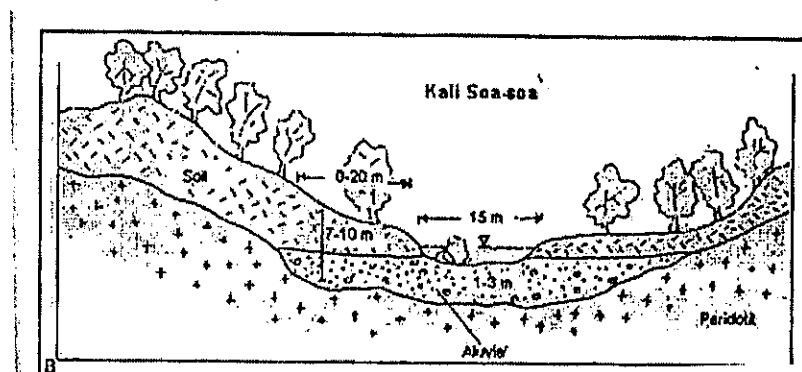 Kali Soa-soa
Soil
0-20 m
15 m
7-10 m
1-3 m
Peridotit
Aluvial
B